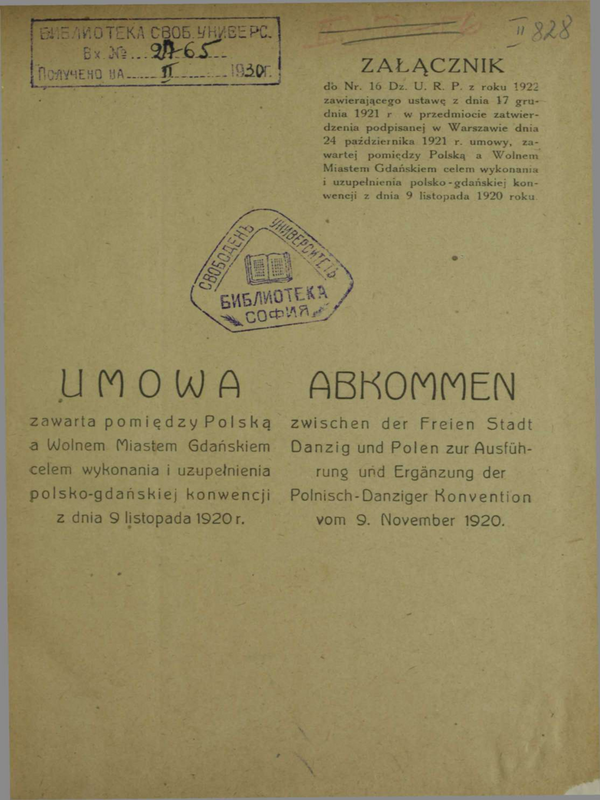 БИБЛИОТЕКА СВОБ. УНИВЕРС.
Вх. № 2765
Получено на II 1930г.
II 828
ZAŁĄCZNIK
do Nr. 16 Dz. U. R. P. z roku 1922
zawierającego ustawę z dnia 17 gru-
dnia 1921 r w przedmiocie zatwier-
dzenia podpisanej w Warszawie dnia
24 października 1921 r. umowy, za-
wartej pomiędzy Polską a Wolnem
Miastem Gdańskiem celem wykonania
i uzupełnienia polsko-gdańskiej kon-
wencji z dnia 9 listopada 1920 roku.
СВОБОДЕНЪ УНИВЕРСИТЕТЪ
БИБЛИОТЕКА
СОФИЯ
UMOWA
zawarta pomiędzy Polską
a Wolnem Miastem Gdańskiem
celem wykonania i uzupełnienia
polsko-gdańskiej konwencji
z dnia 9 listopada 1920 r.
ABKOMMEN
zwischen der Freien Stadt
Danzig und Polen zur Ausfüh-
rung und Ergänzung der
Polnisch-Danziger Konvention
vom 9. November 1920.